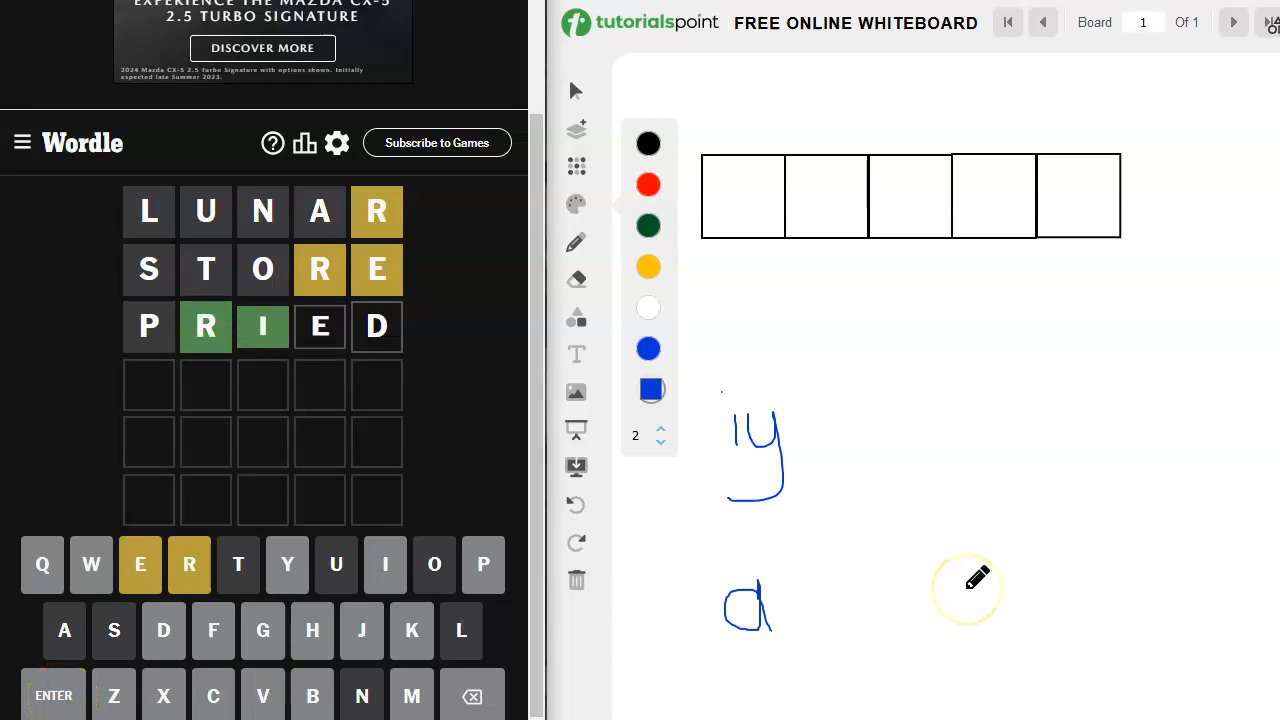 EXPERIENCE THE MAZDA CX-5
2.5 TURBO SIGNATURE
DISCOVER MORE
2024 Mazda CX-5 2.5 Turbo Signature with options shown. Initially
expected late Summer 2023.
Wordle
Subscribe to Games
L U N A R
S T O R E
P R I E D
Q W E R T Y U I O P
A S D F G H J K L
ENTER Z X C V B N M
tutorialspoint
FREE ONLINE WHITEBOARD
Board 1 Of 1
T
2
iy
a